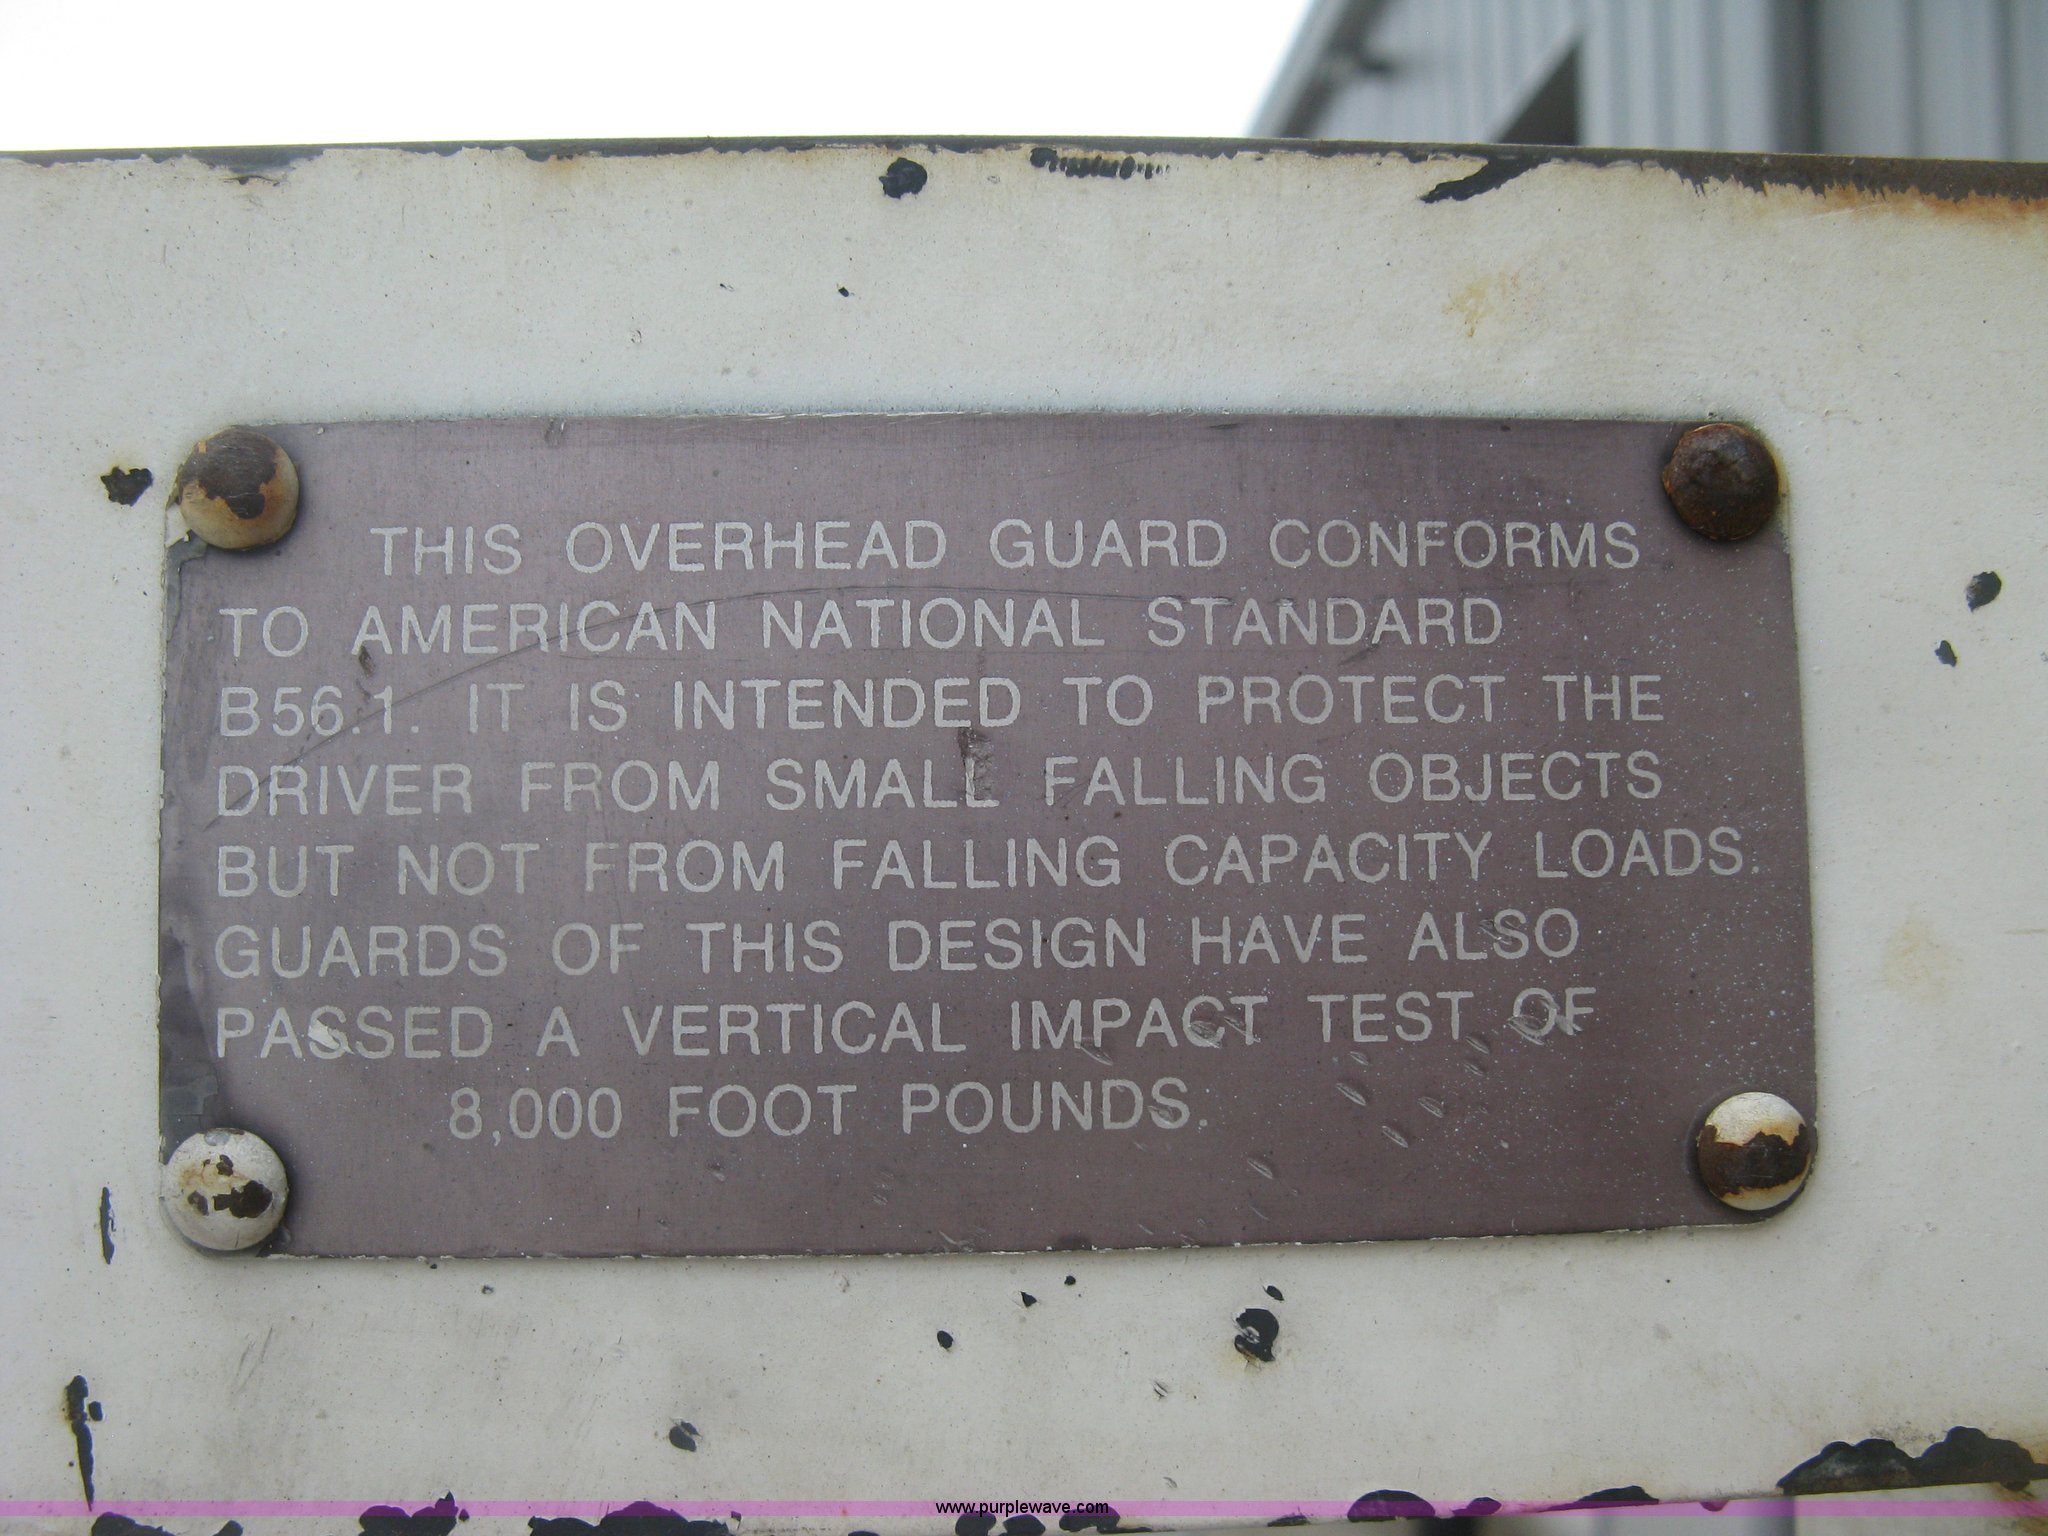 THIS OVERHEAD GUARD CONFORMS
TO AMERICAN NATIONAL STANDARD
B56.1. IT IS INTENDED TO PROTECT THE
DRIVER FROM SMALL FALLING OBJECTS
BUT NOT FROM FALLING CAPACITY LOADS.
GUARDS OF THIS DESIGN HAVE ALSO
PASSED A VERTICAL IMPACT TEST OF
8,000 FOOT POUNDS.
www.purplewave.com